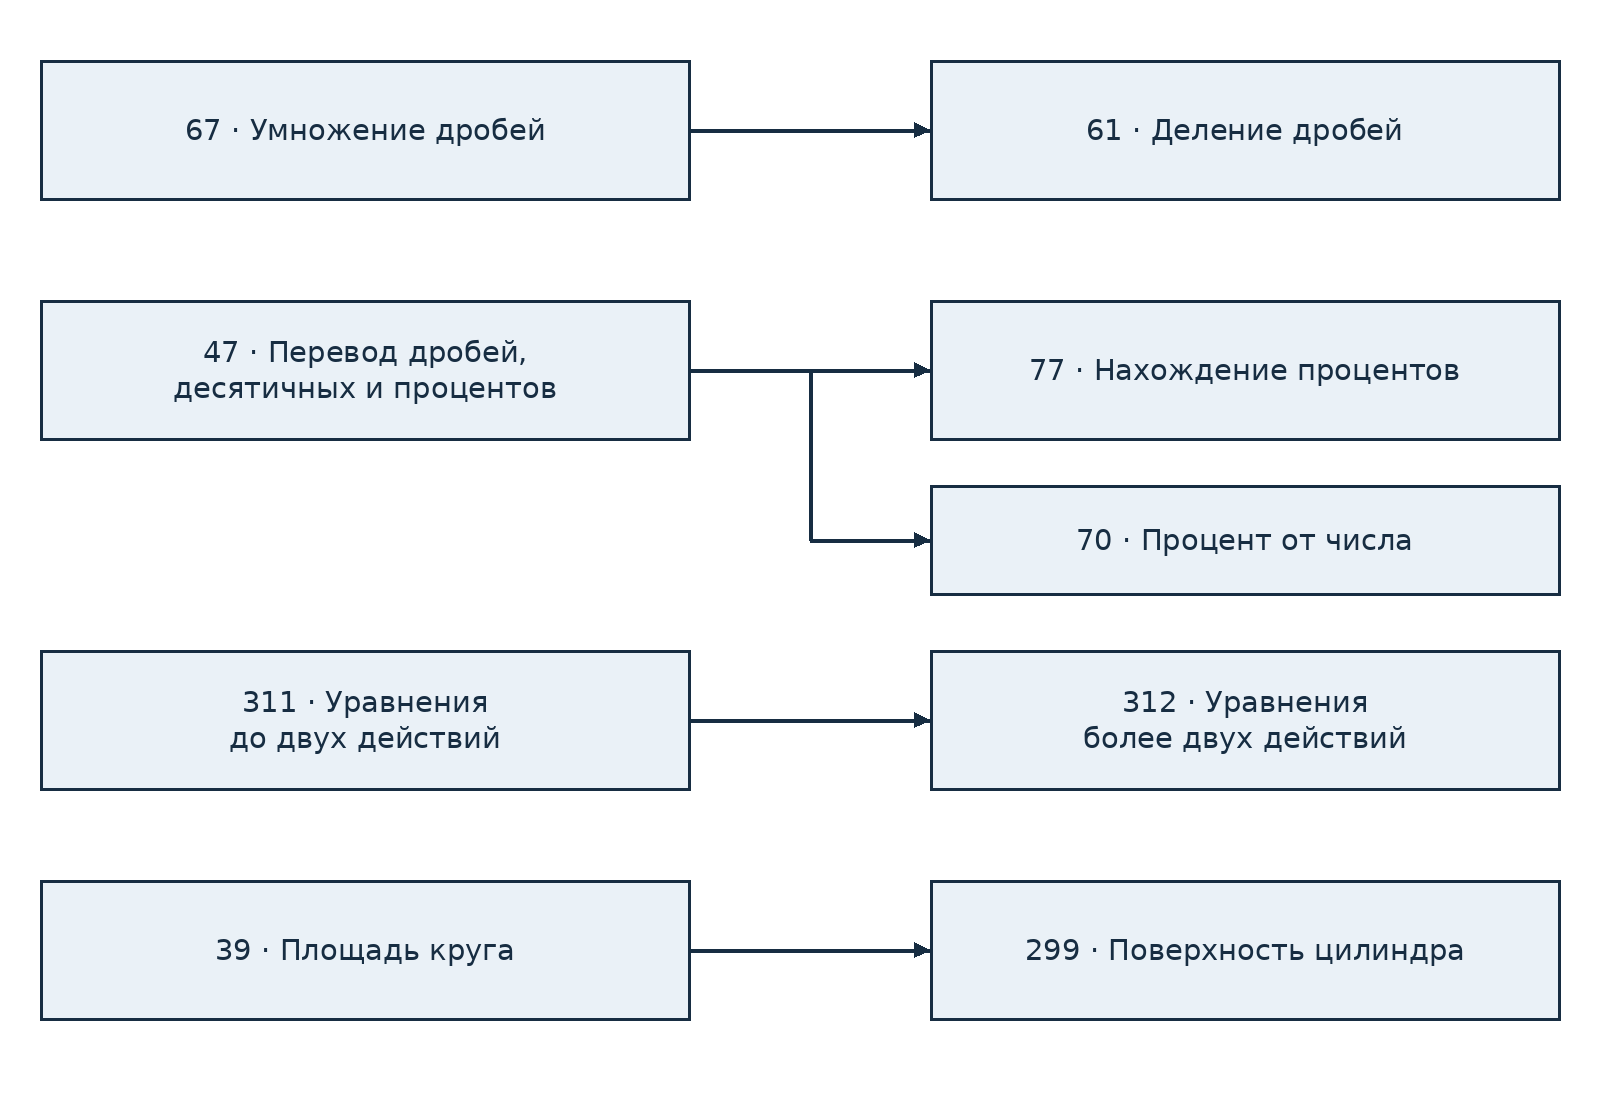 67 · Умножение дробей
61 · Деление дробей
47 · Перевод дробей,
десятичных и процентов
77 · Нахождение процентов
70 · Процент от числа
311 · Уравнения
до двух действий
312 · Уравнения
более двух действий
39 · Площадь круга
299 · Поверхность цилиндра